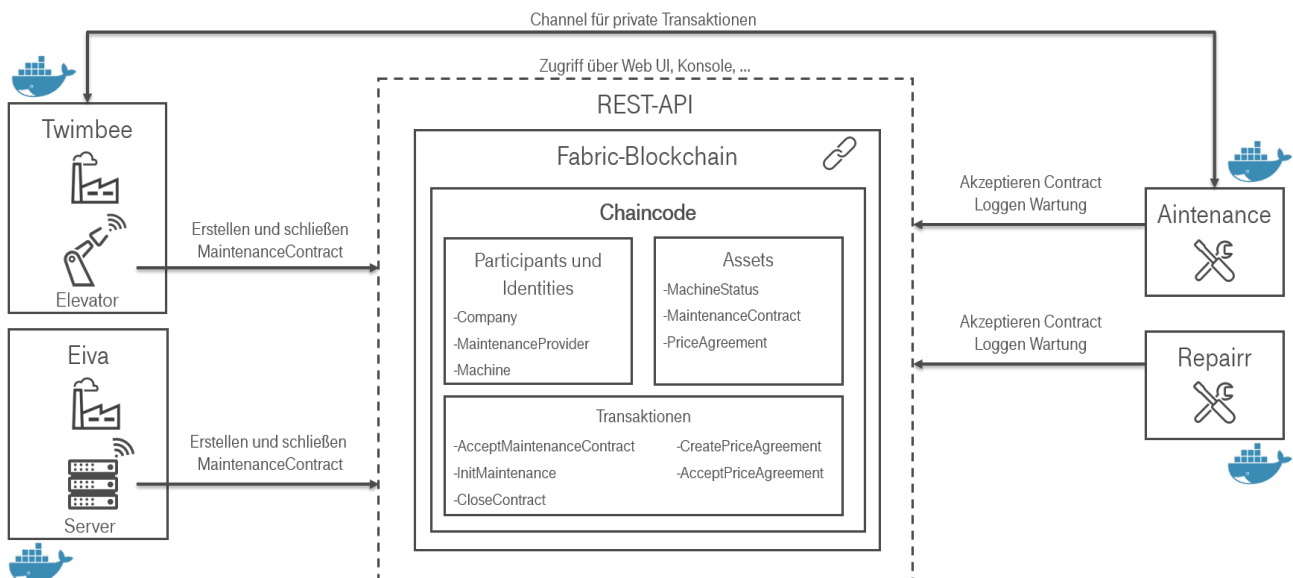 Channel für private Transaktionen
Zugriff über Web UI, Konsole, ...
REST-API
Twimbee
Elevator
Erstellen und schließen
MaintenanceContract
Eiva
Server
Erstellen und schließen
MaintenanceContract
Fabric-Blockchain
Chaincode
Participants und
Identities
-Company
-MaintenanceProvider
-Machine
Assets
-MachineStatus
-MaintenanceContract
-PriceAgreement
Transaktionen
-AcceptMaintenanceContract
-InitMaintenance
-CloseContract
-CreatePriceAgreement
-AcceptPriceAgreement
Akzeptieren Contract
Loggen Wartung
Aintenance
Akzeptieren Contract
Loggen Wartung
Repairr